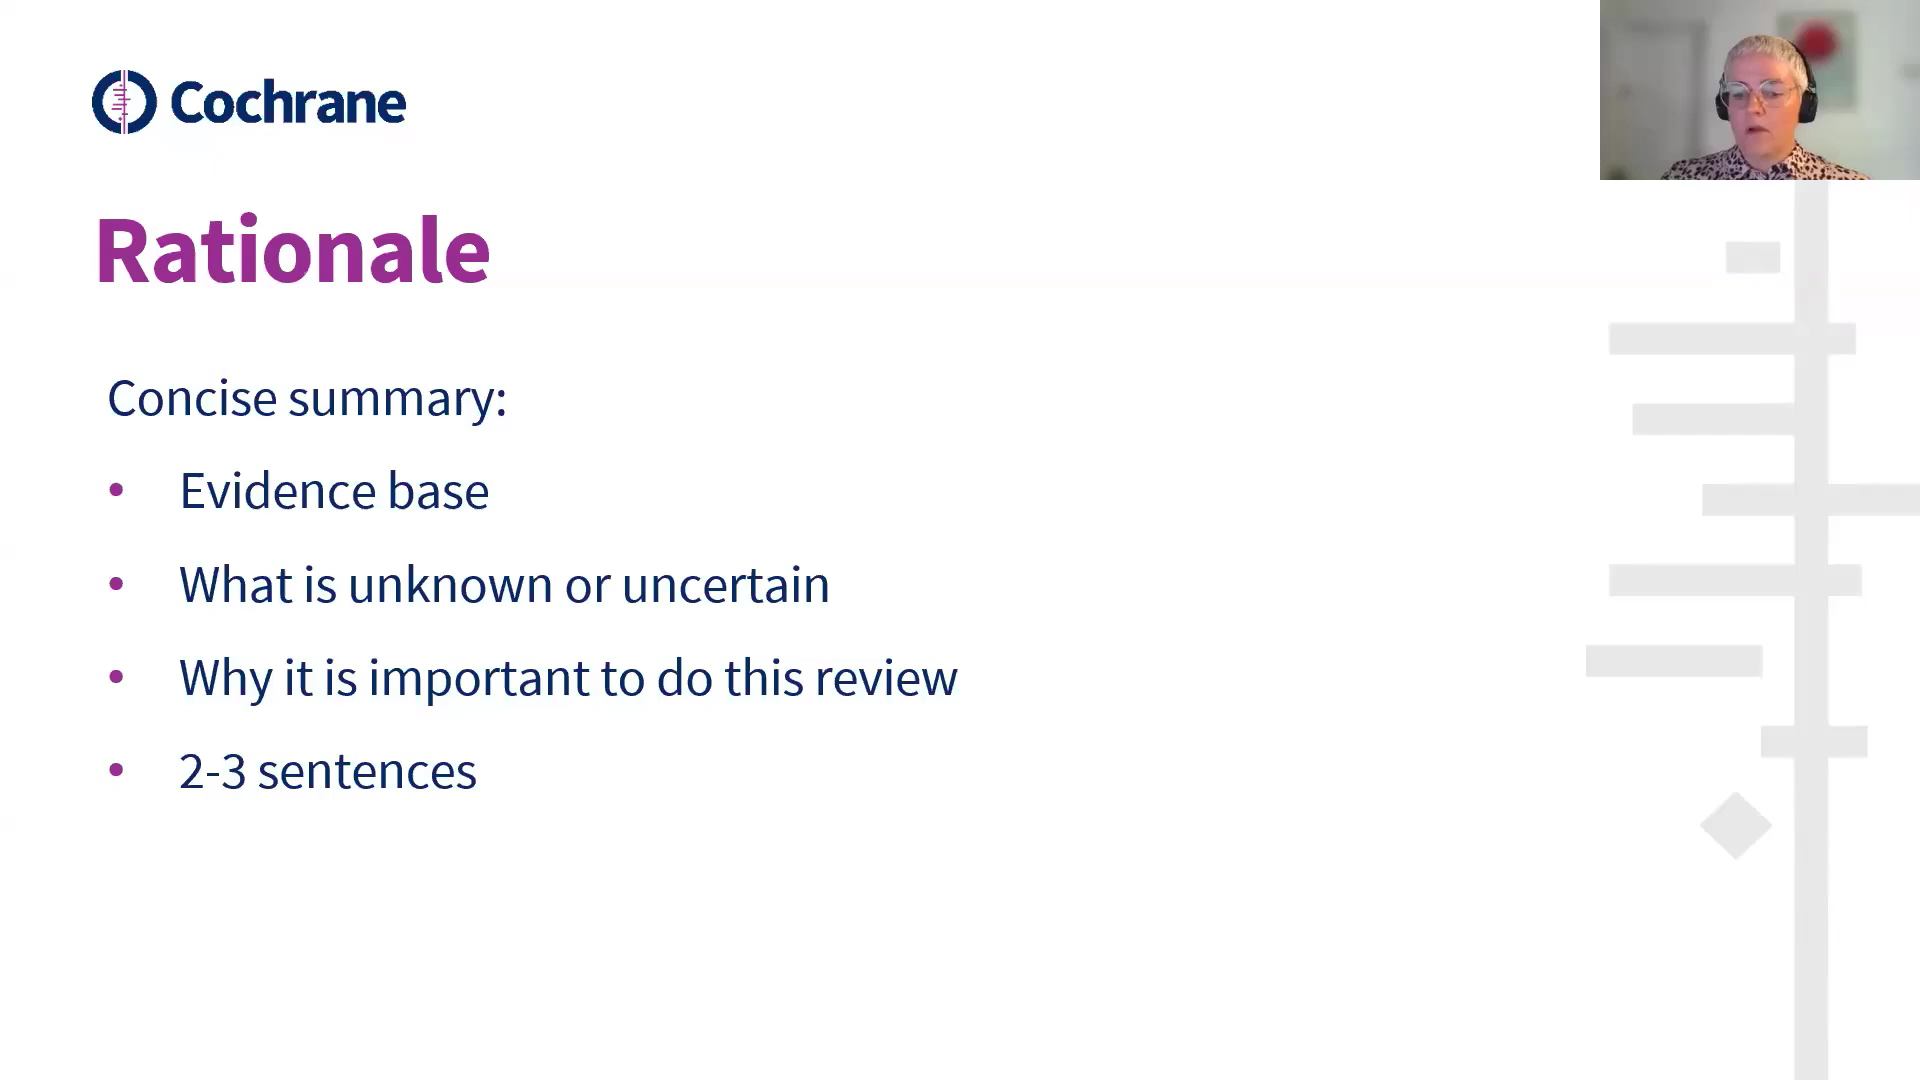 Cochrane
Rationale
Concise summary:
• Evidence base
• What is unknown or uncertain
• Why it is important to do this review
• 2-3 sentences